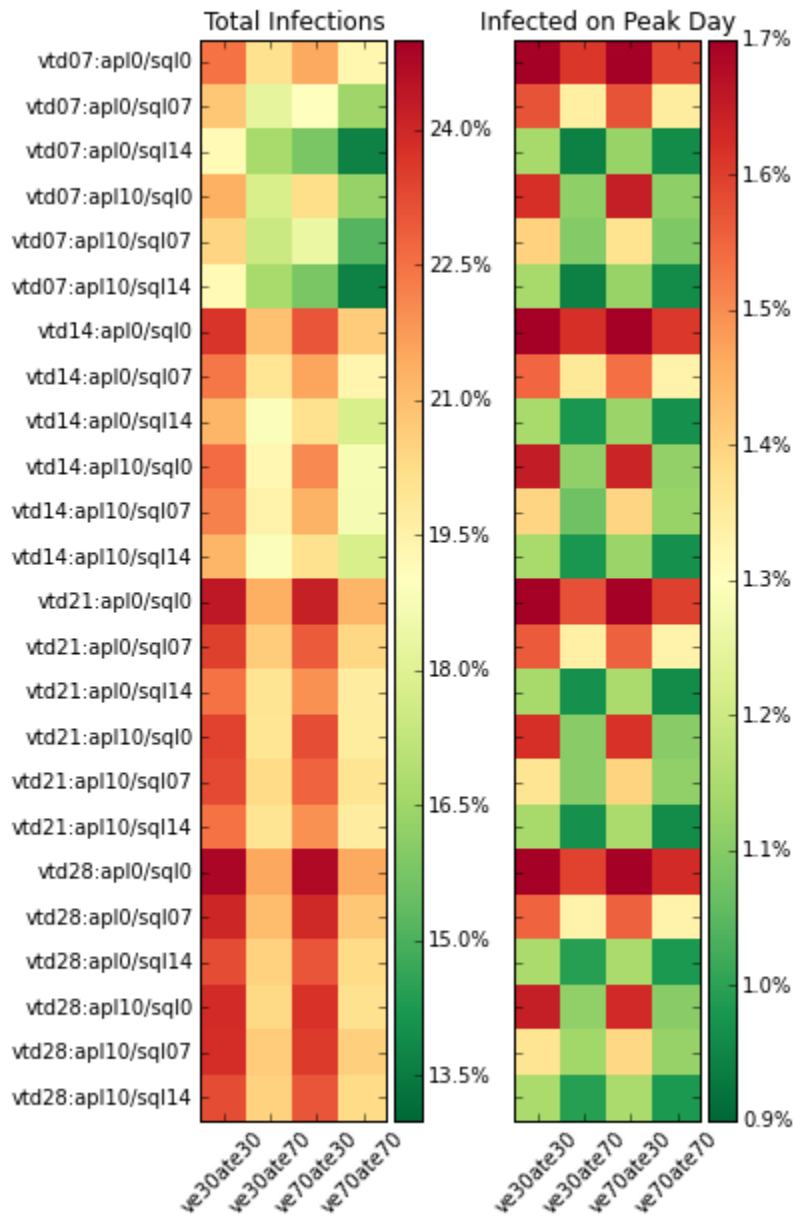 Total Infections
Infected on Peak Day
vtd07:apl0/sql0
vtd07:apl0/sql07
vtd07:apl0/sql14
vtd07:apl10/sql0
vtd07:apl10/sql07
vtd07:apl10/sql14
vtd14:apl0/sql0
vtd14:apl0/sql07
vtd14:apl0/sql14
vtd14:apl10/sql0
vtd14:apl10/sql07
vtd14:apl10/sql14
vtd21:apl0/sql0
vtd21:apl0/sql07
vtd21:apl0/sql14
vtd21:apl10/sql0
vtd21:apl10/sql07
vtd21:apl10/sql14
vtd28:apl0/sql0
vtd28:apl0/sql07
vtd28:apl0/sql14
vtd28:apl10/sql0
vtd28:apl10/sql07
vtd28:apl10/sql14
ve30ate30
ve30ate70
ve70ate30
ve70ate70
24.0%
22.5%
21.0%
19.5%
18.0%
16.5%
15.0%
13.5%
ve30ate30
ve30ate70
ve70ate30
ve70ate70
1.7%
1.6%
1.5%
1.4%
1.3%
1.2%
1.1%
1.0%
0.9%